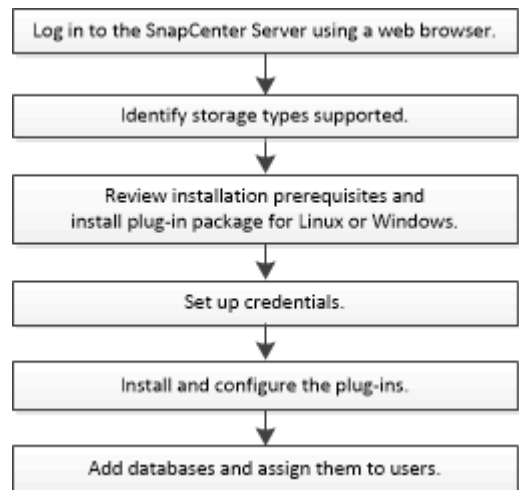 Log in to the SnapCenter Server using a web browser.
Identify storage types supported.
Review installation prerequisites and
install plug-in package for Linux or Windows.
Set up credentials.
Install and configure the plug-ins.
Add databases and assign them to users.